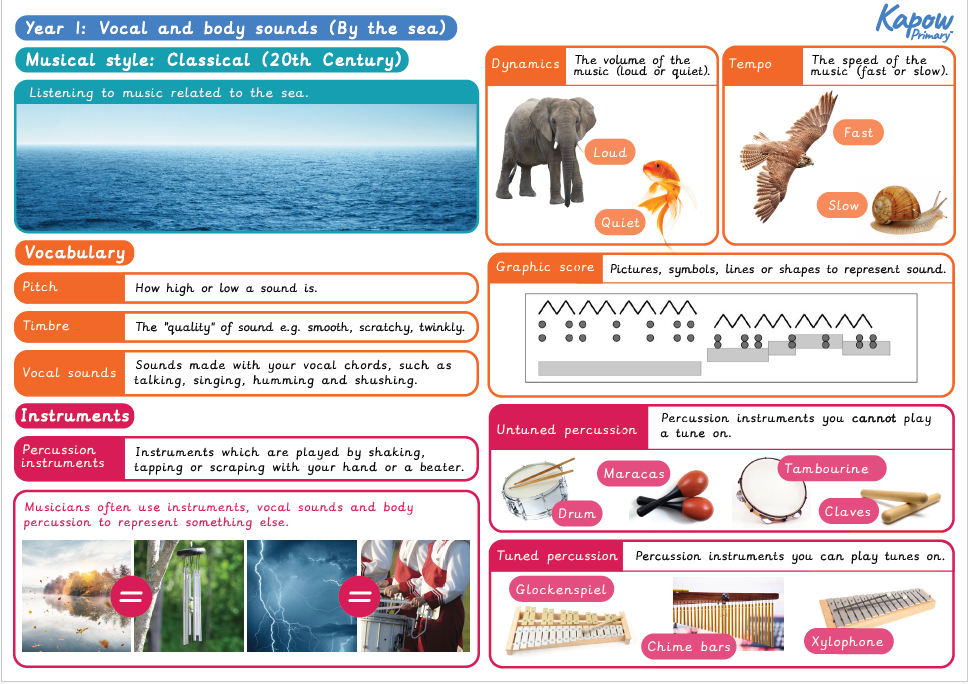 Year 1: Vocal and body sounds (By the sea)
Kapow
Primary™
Musical style: Classical (20th Century)
Listening to music related to the sea.
Vocabulary
Pitch
How high or low a sound is.
Timbre
The "quality" of sound e.g. smooth, scratchy, twinkly.
Vocal sounds
Sounds made with your vocal chords, such as
talking, singing, humming and shushing.
Instruments
Percussion
instruments
Instruments which are played by shaking,
tapping or scraping with your hand or a beater.
Musicians often use instruments, vocal sounds and body
percussion to represent something else.
=
=
Dynamics
The volume of the
music (loud or quiet).
Loud
Quiet
Tempo
The speed of the
music (fast or slow).
Fast
Slow
Graphic score
Pictures, symbols, lines or shapes to represent sound.
Untuned percussion
Percussion instruments you cannot play
a tune on.
Drum
Maracas
Tambourine
Claves
Tuned percussion
Percussion instruments you can play tunes on.
Glockenspiel
Chime bars
Xylophone